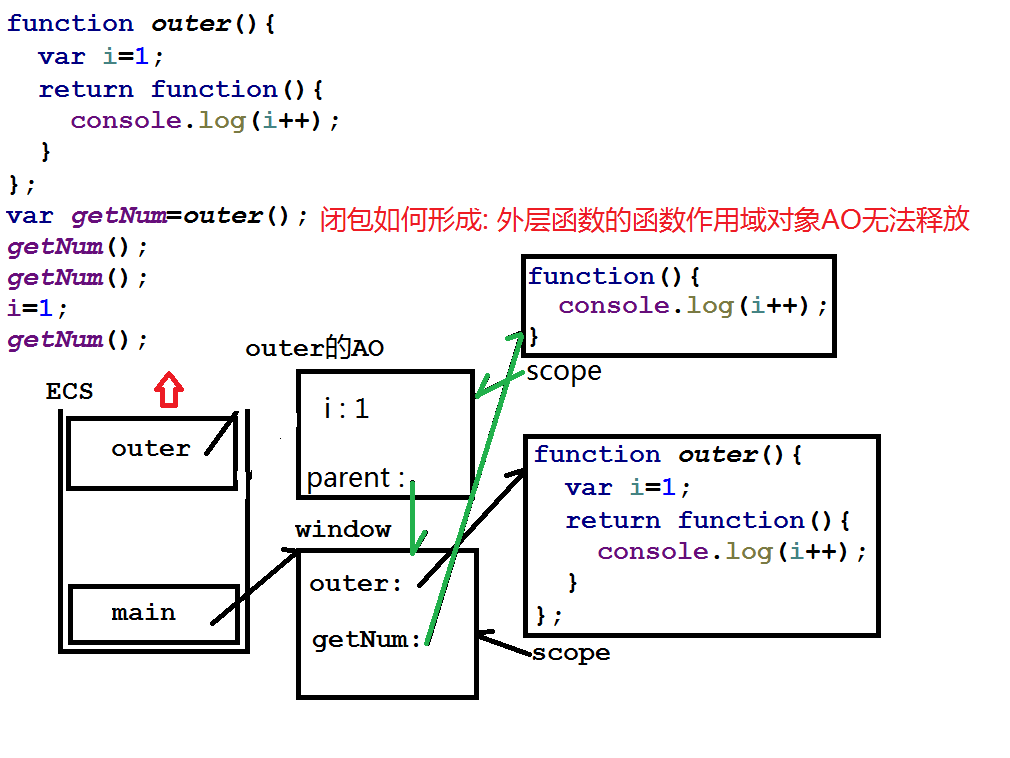 function outer(){
var i=1;
return function(){
console.log(i++);
}
};
var getNum=outer(); 闭包如何形成: 外层函数的函数作用域对象AO无法释放
getNum();
getNum();
i=1;
getNum();
function(){
console.log(i++);
}
scope
outer的AO
i : 1
parent :
ECS
outer
main
window
outer:
getNum:
function outer(){
var i=1;
return function(){
console.log(i++);
}
};
scope